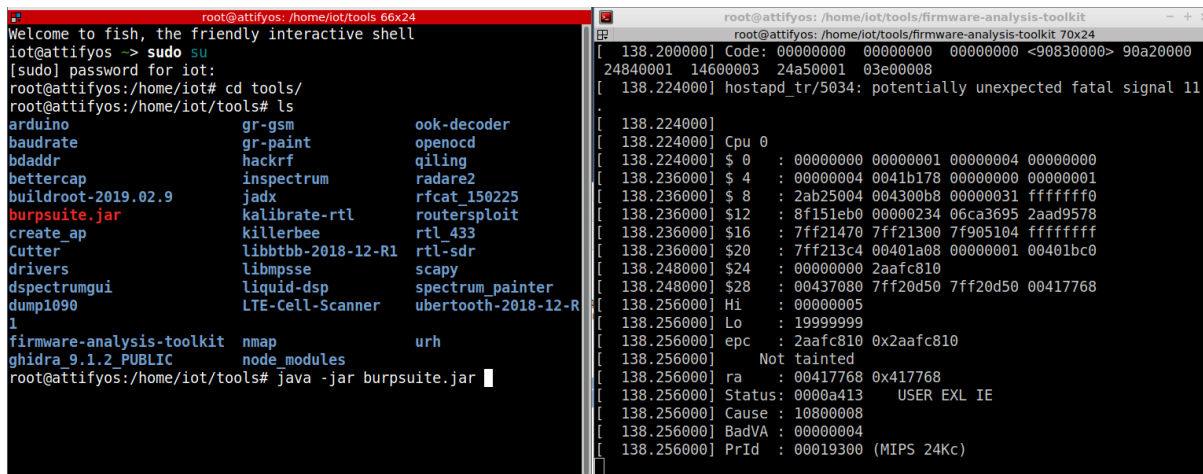 root@attifyos: /home/iot/tools 66x24
Welcome to fish, the friendly interactive shell
iot@attifyos ~> sudo su
[sudo] password for iot:
root@attifyos:/home/iot# cd tools/
root@attifyos:/home/iot/tools# ls
arduino gr-gsm ook-decoder
baudrate gr-paint openocd
bdaddr hackrf qiling
bettercap inspectrum radare2
buildroot-2019.02.9 jadx rfcat_150225
burpsuite.jar kalibrate-rtl routersploit
create_ap killerbee rtl_433
Cutter libbtbb-2018-12-R1 rtl-sdr
drivers libmpsse scapy
dspectrumgui liquid-dsp spectrum_painter
dump1090 LTE-Cell-Scanner ubertooth-2018-12-R
1
firmware-analysis-toolkit nmap urh
ghidra_9.1.2_PUBLIC node_modules
root@attifyos:/home/iot/tools# java -jar burpsuite.jar
root@attifyos: /home/iot/tools/firmware-analysis-toolkit
root@attifyos: /home/iot/tools/firmware-analysis-toolkit 70x24
[ 138.200000] Code: 00000000 00000000 00000000 <90830000> 90a20000
24840001 14600003 24a50001 03e00008
[ 138.224000] hostapd_tr/5034: potentially unexpected fatal signal 11
.
[ 138.224000]
[ 138.224000] Cpu 0
[ 138.224000] $ 0 : 00000000 00000001 00000004 00000000
[ 138.236000] $ 4 : 00000004 0041b178 00000000 00000001
[ 138.236000] $ 8 : 2ab25004 004300b8 00000031 fffffff0
[ 138.236000] $12 : 8f151eb0 00000234 06ca3695 2aad9578
[ 138.236000] $16 : 7ff21470 7ff21300 7f905104 ffffffff
[ 138.236000] $20 : 7ff213c4 00401a08 00000001 00401bc0
[ 138.248000] $24 : 00000000 2aafc810
[ 138.248000] $28 : 00437080 7ff20d50 7ff20d50 00417768
[ 138.256000] Hi : 00000005
[ 138.256000] Lo : 19999999
[ 138.256000] epc : 2aafc810 0x2aafc810
[ 138.256000] Not tainted
[ 138.256000] ra : 00417768 0x417768
[ 138.256000] Status: 0000a413 USER EXL IE
[ 138.256000] Cause : 10800008
[ 138.256000] BadVA : 00000004
[ 138.256000] PrId : 00019300 (MIPS 24Kc)